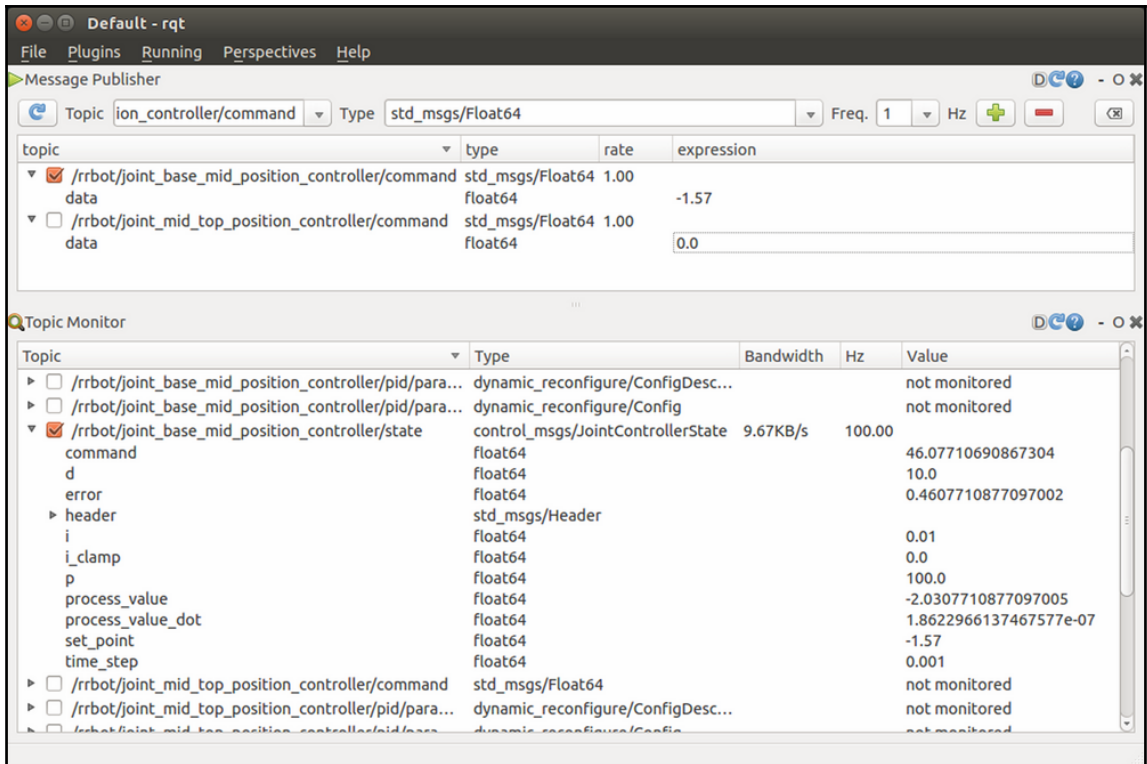 Default - rqt
File Plugins Running Perspectives Help
Message Publisher D C ? - O ✖
Topic ion_controller/command Type std_msgs/Float64 Freq. 1 Hz
topic type rate expression
/rrbot/joint_base_mid_position_controller/command std_msgs/Float64 1.00
data float64 -1.57
/rrbot/joint_mid_top_position_controller/command std_msgs/Float64 1.00
data float64 0.0
Topic Monitor D C ? - O ✖
Topic Type Bandwidth Hz Value
/rrbot/joint_base_mid_position_controller/pid/para... dynamic_reconfigure/ConfigDesc... not monitored
/rrbot/joint_base_mid_position_controller/pid/para... dynamic_reconfigure/Config not monitored
/rrbot/joint_base_mid_position_controller/state control_msgs/JointControllerState 9.67KB/s 100.00
command float64 46.07710690867304
d float64 10.0
error float64 0.4607710877097002
header std_msgs/Header
i float64 0.01
i_clamp float64 0.0
p float64 100.0
process_value float64 -2.0307710877097005
process_value_dot float64 1.8622966137467577e-07
set_point float64 -1.57
time_step float64 0.001
/rrbot/joint_mid_top_position_controller/command std_msgs/Float64 not monitored
/rrbot/joint_mid_top_position_controller/pid/para... dynamic_reconfigure/ConfigDesc... not monitored